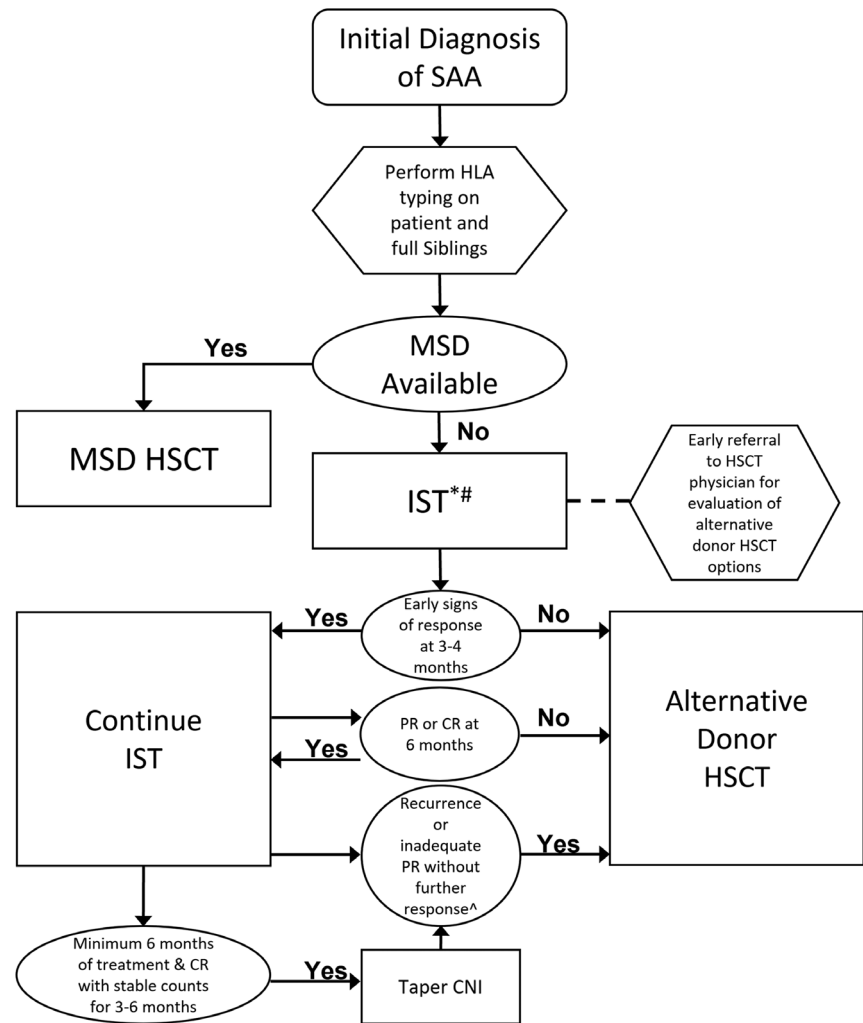 Initial Diagnosis
of SAA
Perform HLA
typing on
patient and
full Siblings
Yes
MSD
Available
MSD HSCT
No
IST*#
Early referral
to HSCT
physician for
evaluation of
alternative
donor HSCT
options
Yes
Early signs
of response
at 3-4
months
No
Continue
IST
PR or CR at
6 months
Yes
No
Alternative
Donor
HSCT
Recurrence
or
inadequate
PR without
further
response^
Yes
Minimum 6 months
of treatment & CR
with stable counts
for 3-6 months
Yes
Taper CNI